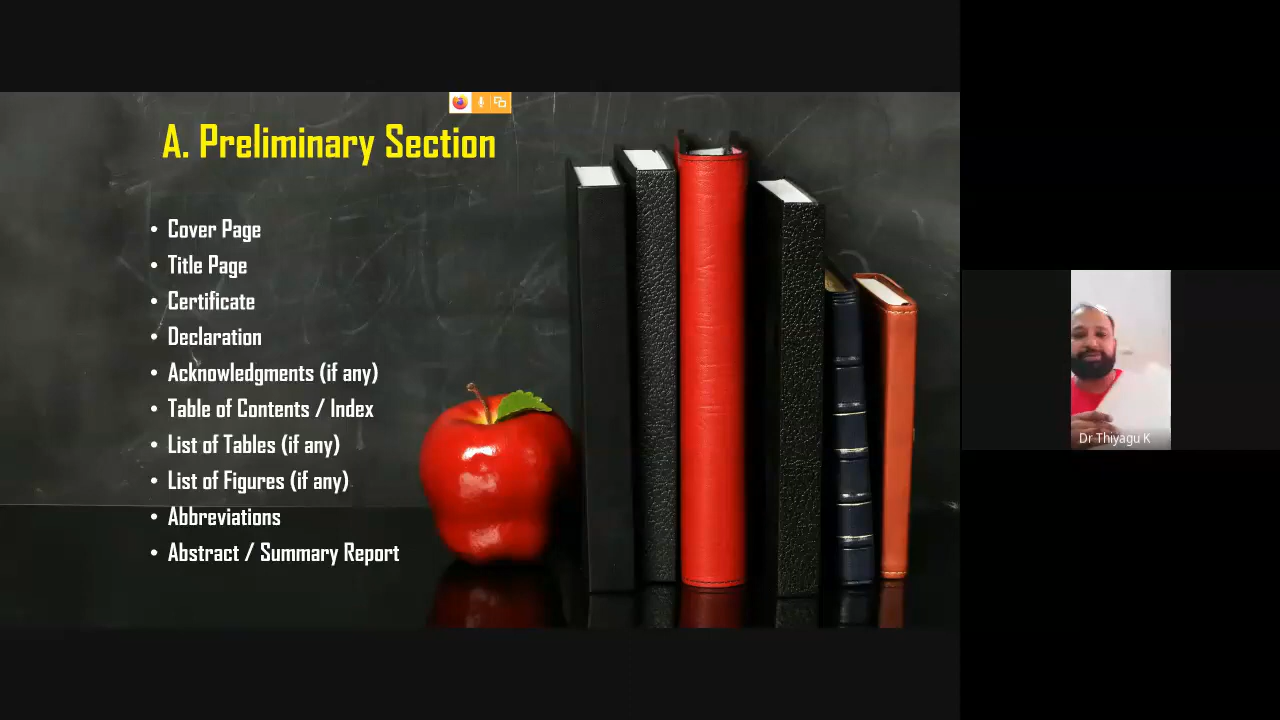 A. Preliminary Section
• Cover Page
• Title Page
• Certificate
• Declaration
• Acknowledgments (if any)
• Table of Contents / Index
• List of Tables (if any)
• List of Figures (if any)
• Abbreviations
• Abstract / Summary Report
Dr Thiyagu K